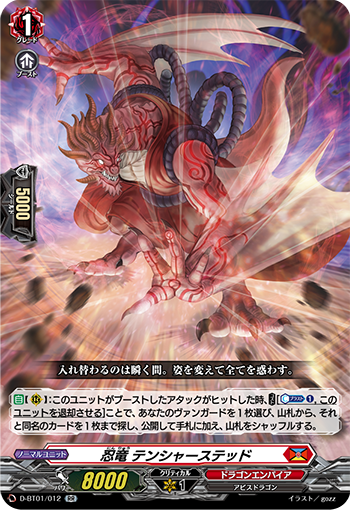 1
グレード
ブースト
5000
シールド
入れ替わるのは瞬く間。姿を変えて全てを惑わす。
自【】：このユニットがブーストしたアタックがヒットした時、【ブラスト1，この
ユニットを退却させる】ことで、あなたのヴァンガードを1枚選び、山札から、それ
と同名のカードを1枚まで探し、公開して手札に加え、山札をシャッフルする。
ノーマルユニット
忍竜 テンシャーステッド
ドラゴンエンパイア
アビスドラゴン
パワー
8000
クリティカル
1
D-BT01/012 RR
イラスト／gozz